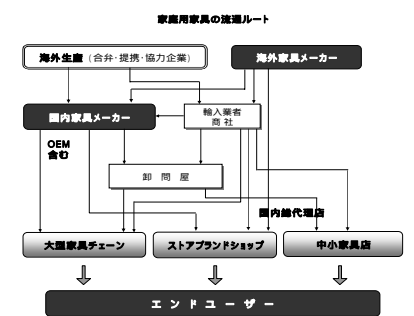 家庭用家具の流通ルート
海外生産（合弁・提携・協力企業）
海外家具メーカー
国内家具メーカー
輸入業者
商社
OEM
含む
卸問屋
国内総代理店
大型家具チェーン
ストアブランドショップ
中小家具店
エンドユーザー